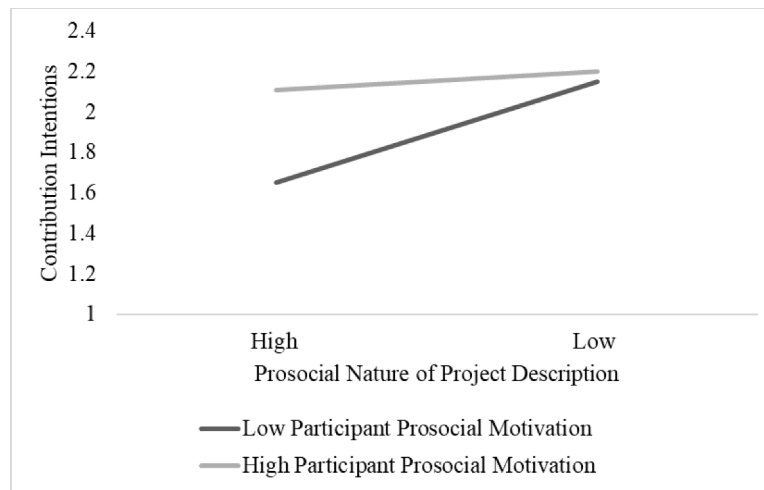 2.4
2.2
2
1.8
1.6
1.4
1.2
1
Contribution Intentions
High Low
Prosocial Nature of Project Description
Low Participant Prosocial Motivation
High Participant Prosocial Motivation